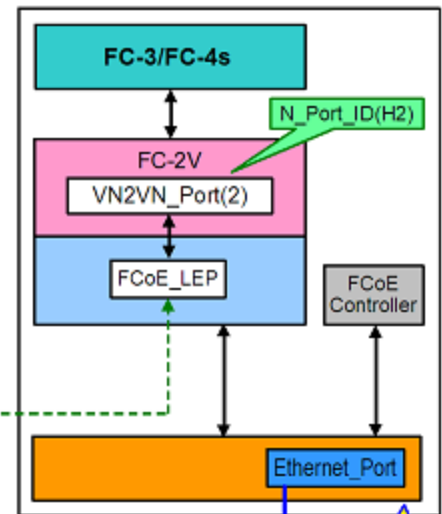 FC-3/FC-4s
N_Port_ID(H2)
FC-2V
VN2VN_Port(2)
FCoE_LEP
FCoE
Controller
Ethernet_Port